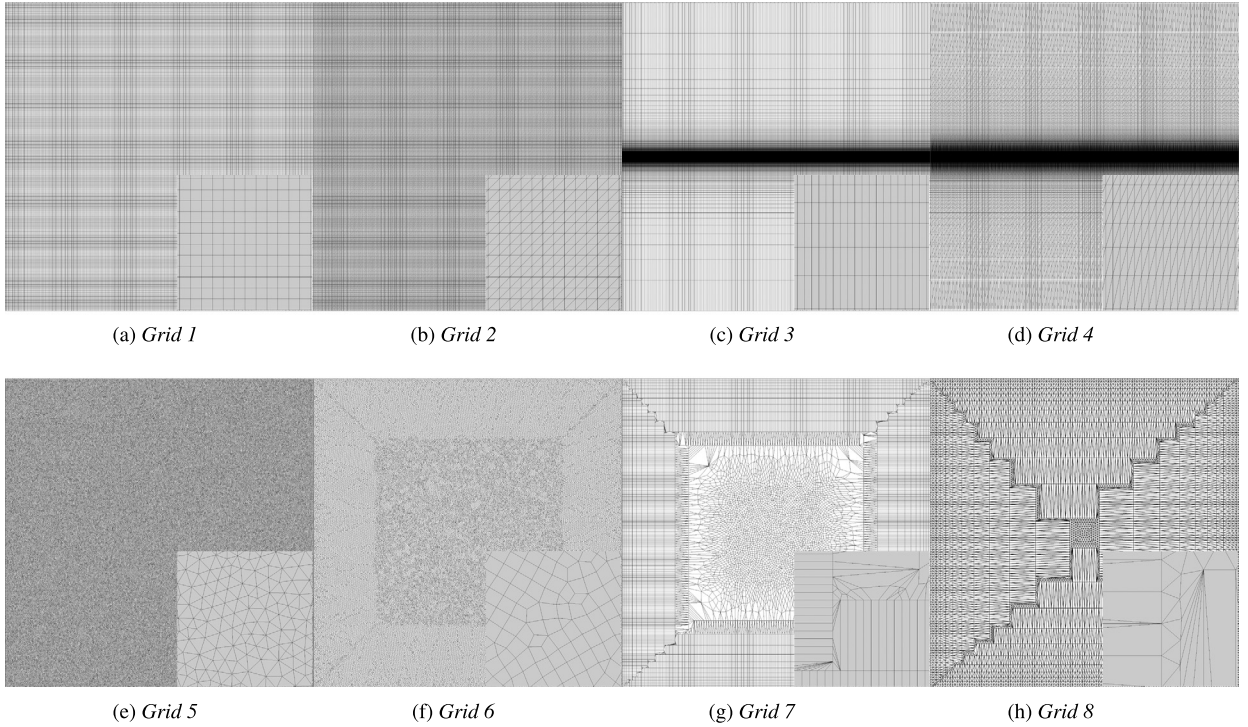 (a) Grid 1
(b) Grid 2
(c) Grid 3
(d) Grid 4
(e) Grid 5
(f) Grid 6
(g) Grid 7
(h) Grid 8